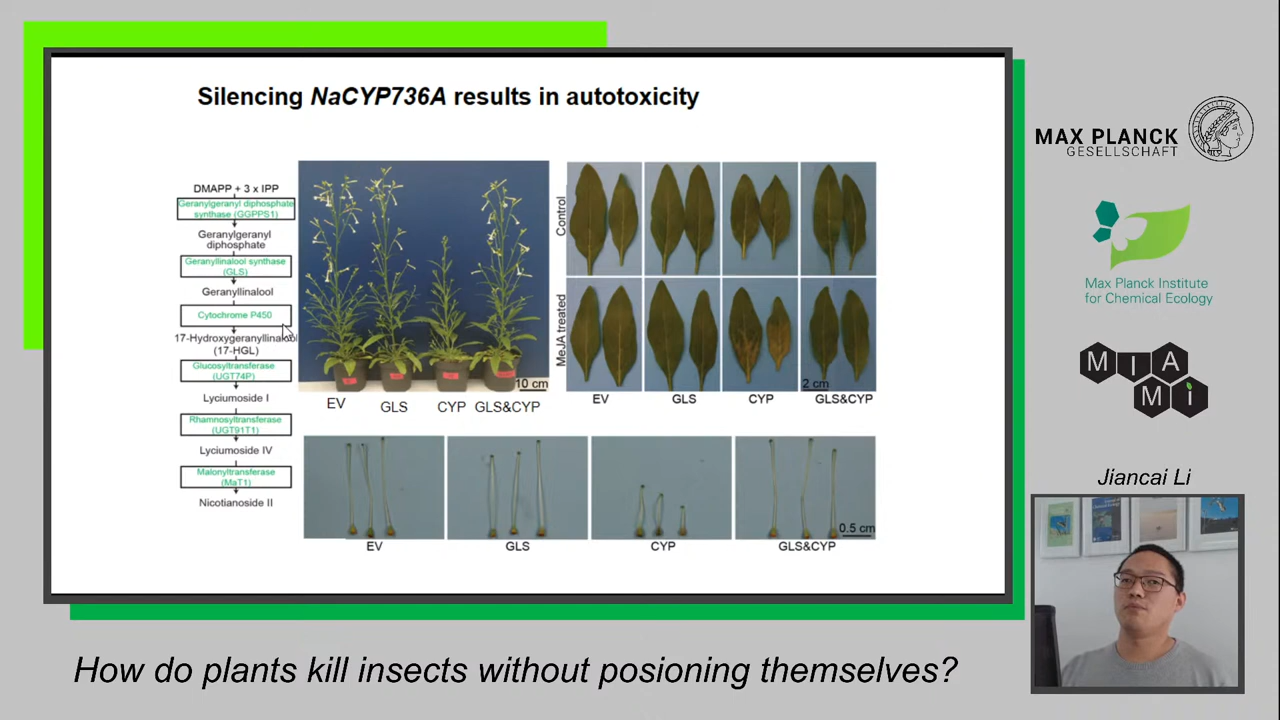 Silencing NaCYP736A results in autotoxicity
DMAPP + 3 x IPP
Geranylgeranyl diphosphate
synthase (GGPPS1)
Geranylgeranyl
diphosphate
Geranyllinalool synthase
(GLS)
Geranyllinalool
Cytochrome P450
17-Hydroxygeranyllinalool
(17-HGL)
Glucosyltransferase
(UGT74P)
Lyciumoside I
Rhamnosyltransferase
(UGT91T1)
Lyciumoside IV
Malonyltransferase
(MaT1)
Nicotianoside II
10 cm
EV
GLS
CYP
GLS&CYP
Control
MeJA treated
2 cm
EV
GLS
CYP
GLS&CYP
0.5 cm
EV
GLS
CYP
GLS&CYP
MAX PLANCK
GESELLSCHAFT
Max Planck Institute
for Chemical Ecology
MIAMi
Jiancai Li
How do plants kill insects without posioning themselves?